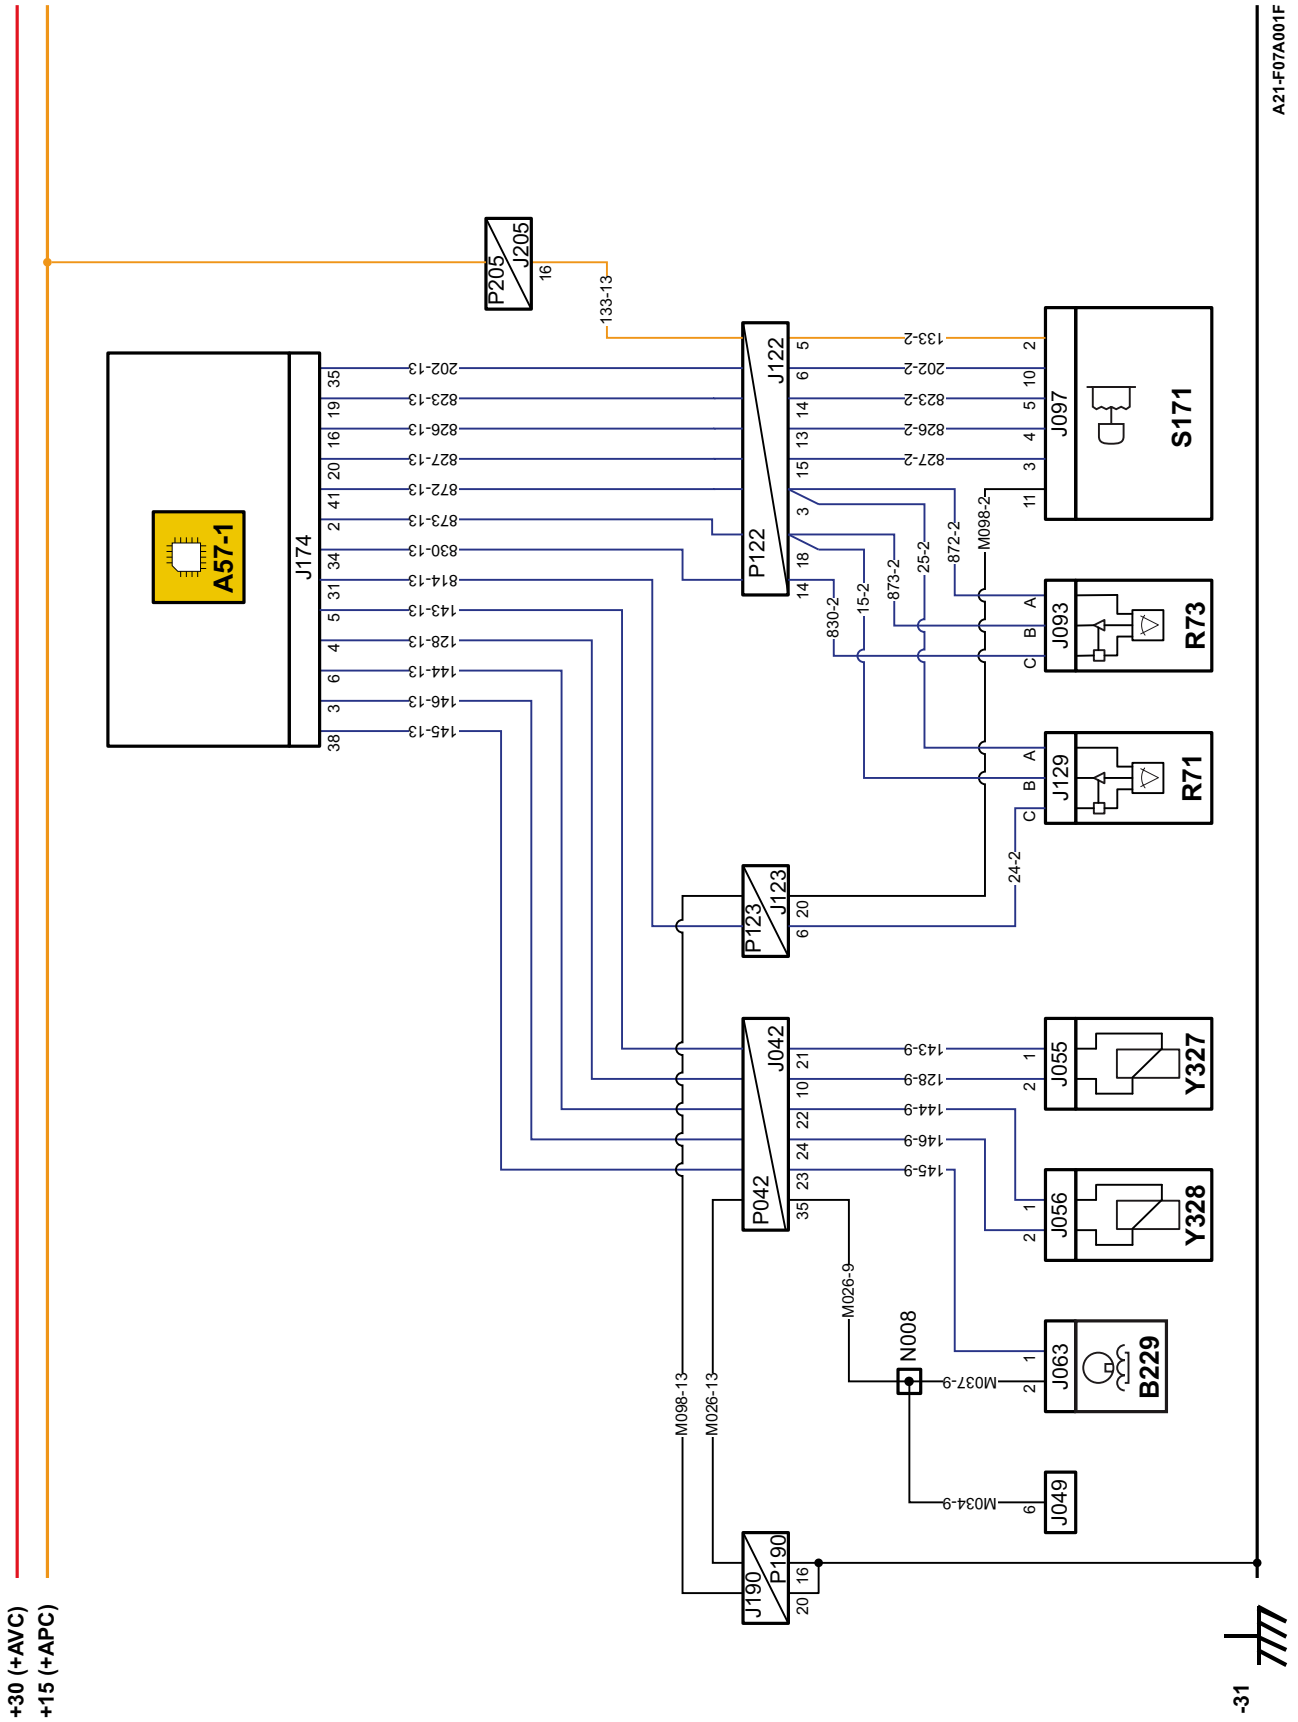 +30 (+AVC)
+15 (+APC)
A57-1
J174
38
3
6
4
5
31
34
2
41
20
16
19
35
145-13
146-13
144-13
128-13
143-13
814-13
830-13
873-13
872-13
827-13
826-13
823-13
202-13
P205
J205
16
133-13
M098-13
M026-13
J190
P190
20
16
P042
J042
35
23
24
22
10
21
P123
J123
6
20
P122
J122
14
18
3
15
13
14
6
5
M026-9
N008
830-2
15-2
873-2
25-2
872-2
M098-2
24-2
M034-9
M037-9
145-9
146-9
144-9
128-9
143-9
827-2
826-2
823-2
202-2
133-2
6
J049
2
1
J063
B229
2
1
J056
Y328
2
1
J055
Y327
C
B
A
J129
R71
C
B
A
J093
R73
11
3
4
5
10
2
J097
S171
-31
A21-F07A001F